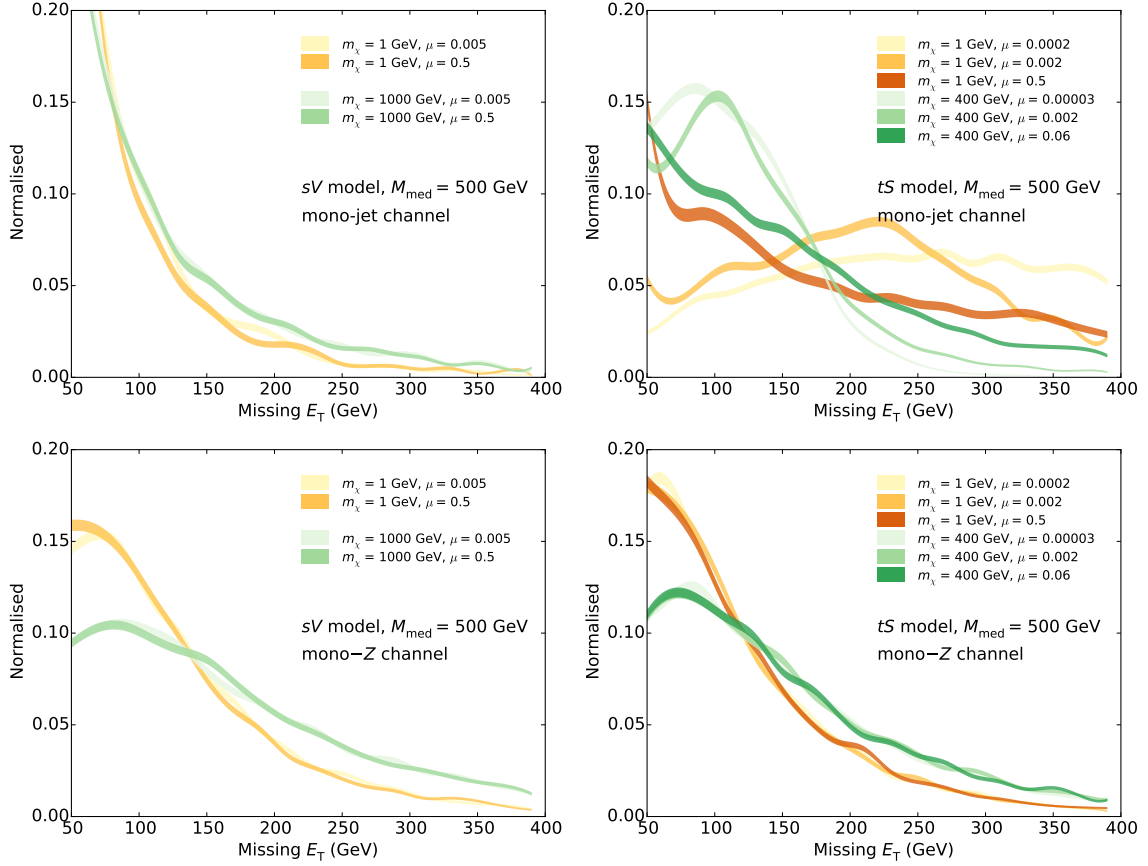 0.20
0.15
0.10
0.05
0.00
Normalised
50 100 150 200 250 300 350 400
Missing E_T (GeV)
m_χ = 1 GeV, μ = 0.005
m_χ = 1 GeV, μ = 0.5
m_χ = 1000 GeV, μ = 0.005
m_χ = 1000 GeV, μ = 0.5
sV model, M_med = 500 GeV
mono-jet channel
0.20
0.15
0.10
0.05
0.00
Normalised
50 100 150 200 250 300 350 400
Missing E_T (GeV)
m_χ = 1 GeV, μ = 0.0002
m_χ = 1 GeV, μ = 0.002
m_χ = 1 GeV, μ = 0.5
m_χ = 400 GeV, μ = 0.00003
m_χ = 400 GeV, μ = 0.002
m_χ = 400 GeV, μ = 0.06
tS model, M_med = 500 GeV
mono-jet channel
0.20
0.15
0.10
0.05
0.00
Normalised
50 100 150 200 250 300 350 400
Missing E_T (GeV)
m_χ = 1 GeV, μ = 0.005
m_χ = 1 GeV, μ = 0.5
m_χ = 1000 GeV, μ = 0.005
m_χ = 1000 GeV, μ = 0.5
sV model, M_med = 500 GeV
mono−Z channel
0.20
0.15
0.10
0.05
0.00
Normalised
50 100 150 200 250 300 350 400
Missing E_T (GeV)
m_χ = 1 GeV, μ = 0.0002
m_χ = 1 GeV, μ = 0.002
m_χ = 1 GeV, μ = 0.5
m_χ = 400 GeV, μ = 0.00003
m_χ = 400 GeV, μ = 0.002
m_χ = 400 GeV, μ = 0.06
tS model, M_med = 500 GeV
mono−Z channel